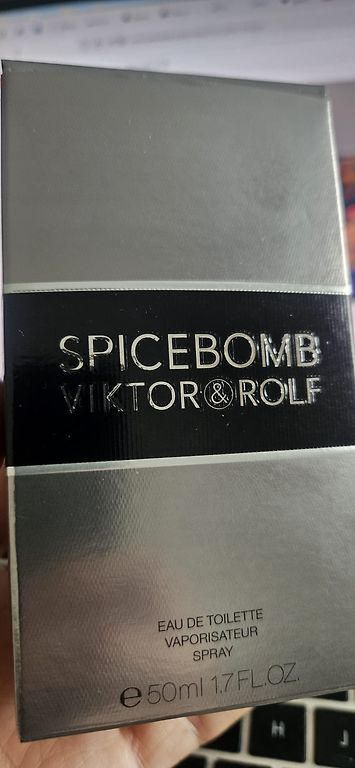 SPICEBOMB
VIKTOR&ROLF
EAU DE TOILETTE
VAPORISATEUR
SPRAY
e 50ml 1.7 FL.OZ.
H
J